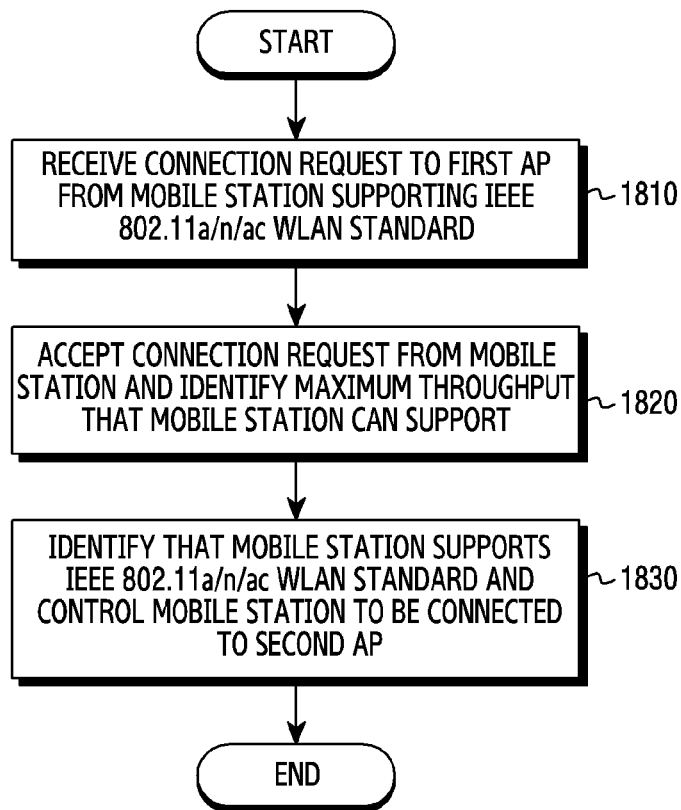 START
RECEIVE CONNECTION REQUEST TO FIRST AP
FROM MOBILE STATION SUPPORTING IEEE
802.11a/n/ac WLAN STANDARD
1810
ACCEPT CONNECTION REQUEST FROM MOBILE
STATION AND IDENTIFY MAXIMUM THROUGHPUT
THAT MOBILE STATION CAN SUPPORT
1820
IDENTIFY THAT MOBILE STATION SUPPORTS
IEEE 802.11a/n/ac WLAN STANDARD AND
CONTROL MOBILE STATION TO BE CONNECTED
TO SECOND AP
1830
END